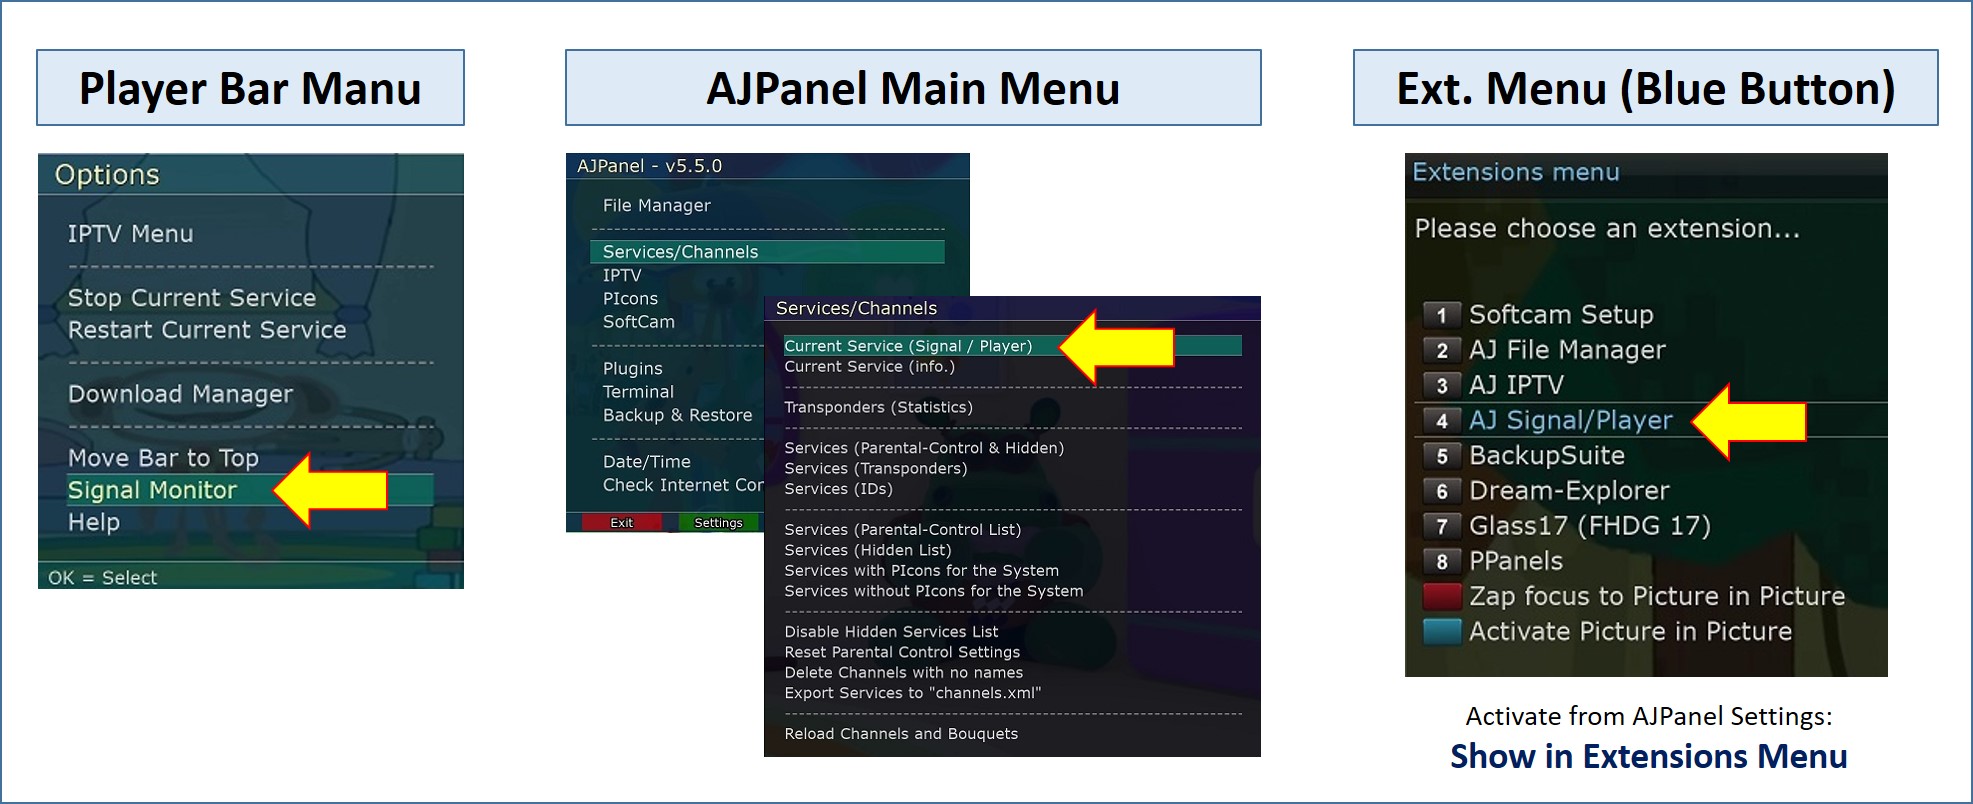 Player Bar Manu
Options
IPTV Menu
Stop Current Service
Restart Current Service
Download Manager
Move Bar to Top
Signal Monitor
Help
OK = Select
AJPanel Main Menu
AJPanel - v5.5.0
File Manager
Services/Channels
IPTV
PIcons
SoftCam
Plugins
Terminal
Backup & Restore
Date/Time
Check Internet Cor
Exit
Settings
Services/Channels
Current Service (Signal / Player)
Current Service (info.)
Transponders (Statistics)
Services (Parental-Control & Hidden)
Services (Transponders)
Services (IDs)
Services (Parental-Control List)
Services (Hidden List)
Services with PIcons for the System
Services without PIcons for the System
Disable Hidden Services List
Reset Parental Control Settings
Delete Channels with no names
Export Services to "channels.xml"
Reload Channels and Bouquets
Ext. Menu (Blue Button)
Extensions menu
Please choose an extension...
1 Softcam Setup
2 AJ File Manager
3 AJ IPTV
4 AJ Signal/Player
5 BackupSuite
6 Dream-Explorer
7 Glass17 (FHDG 17)
8 PPanels
Zap focus to Picture in Picture
Activate Picture in Picture
Activate from AJPanel Settings:
Show in Extensions Menu